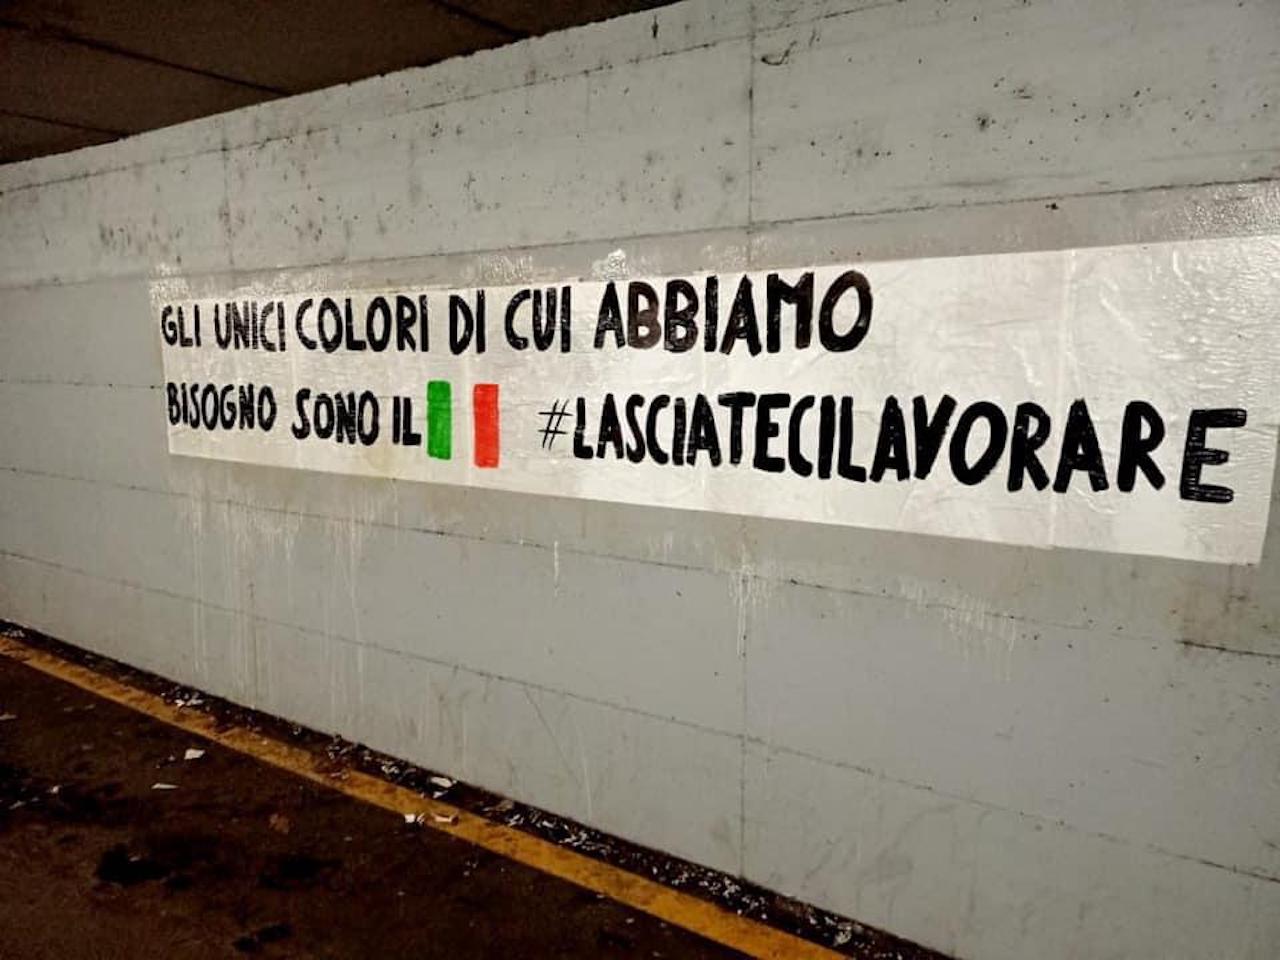 GLI UNICI COLORI DI CUI ABBIAMO
BISOGNO SONO IL #LASCIATECILAVORARE